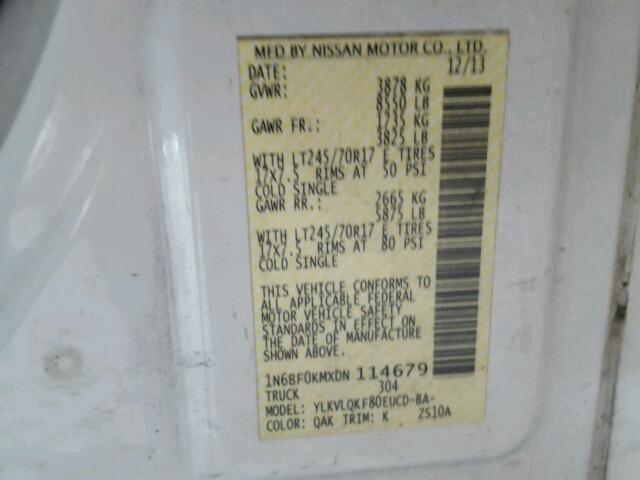 MFD BY NISSAN MOTOR CO., LTD.
DATE: 12/13
GVWR: 3878 KG
8550 LB
GAWR FR.: 1735 KG
3825 LB
WITH LT245/70R17 E TIRES
17X7.5 RIMS AT 50 PSI
COLD SINGLE
GAWR RR.: 2665 KG
5875 LB
WITH LT245/70R17 E TIRES
17X7.5 RIMS AT 80 PSI
COLD SINGLE
THIS VEHICLE CONFORMS TO
ALL APPLICABLE FEDERAL
MOTOR VEHICLE SAFETY
STANDARDS IN EFFECT ON
THE DATE OF MANUFACTURE
SHOWN ABOVE.
1N6BF0KMXDN 114679
TRUCK 304
MODEL: YLKVLQKF80EUCD-BA-
COLOR: QAK TRIM: K ZS10A